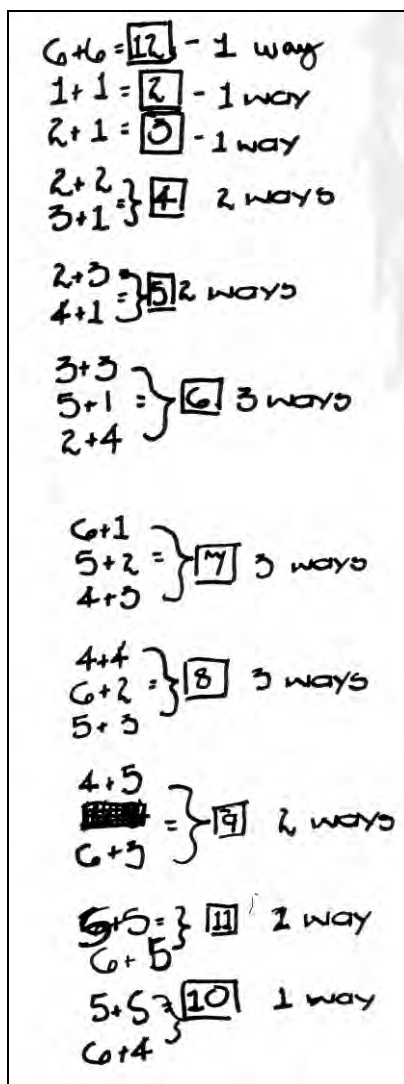 6+6 = 12 - 1 way
1+1 = 2 - 1 way
2+1 = 3 - 1 way
2+2
3+1 = } 4 2 ways
2+3
4+1 = } 5 2 ways
3+3
5+1 = } 6 3 ways
2+4
6+1
5+2 = } 7 3 ways
4+3
4+4
6+2 = } 8 3 ways
5+3
4+5
= } 9 2 ways
6+3
5+5 = } 11 1 way
6+5
5+5 = } 10 1 way
6+4